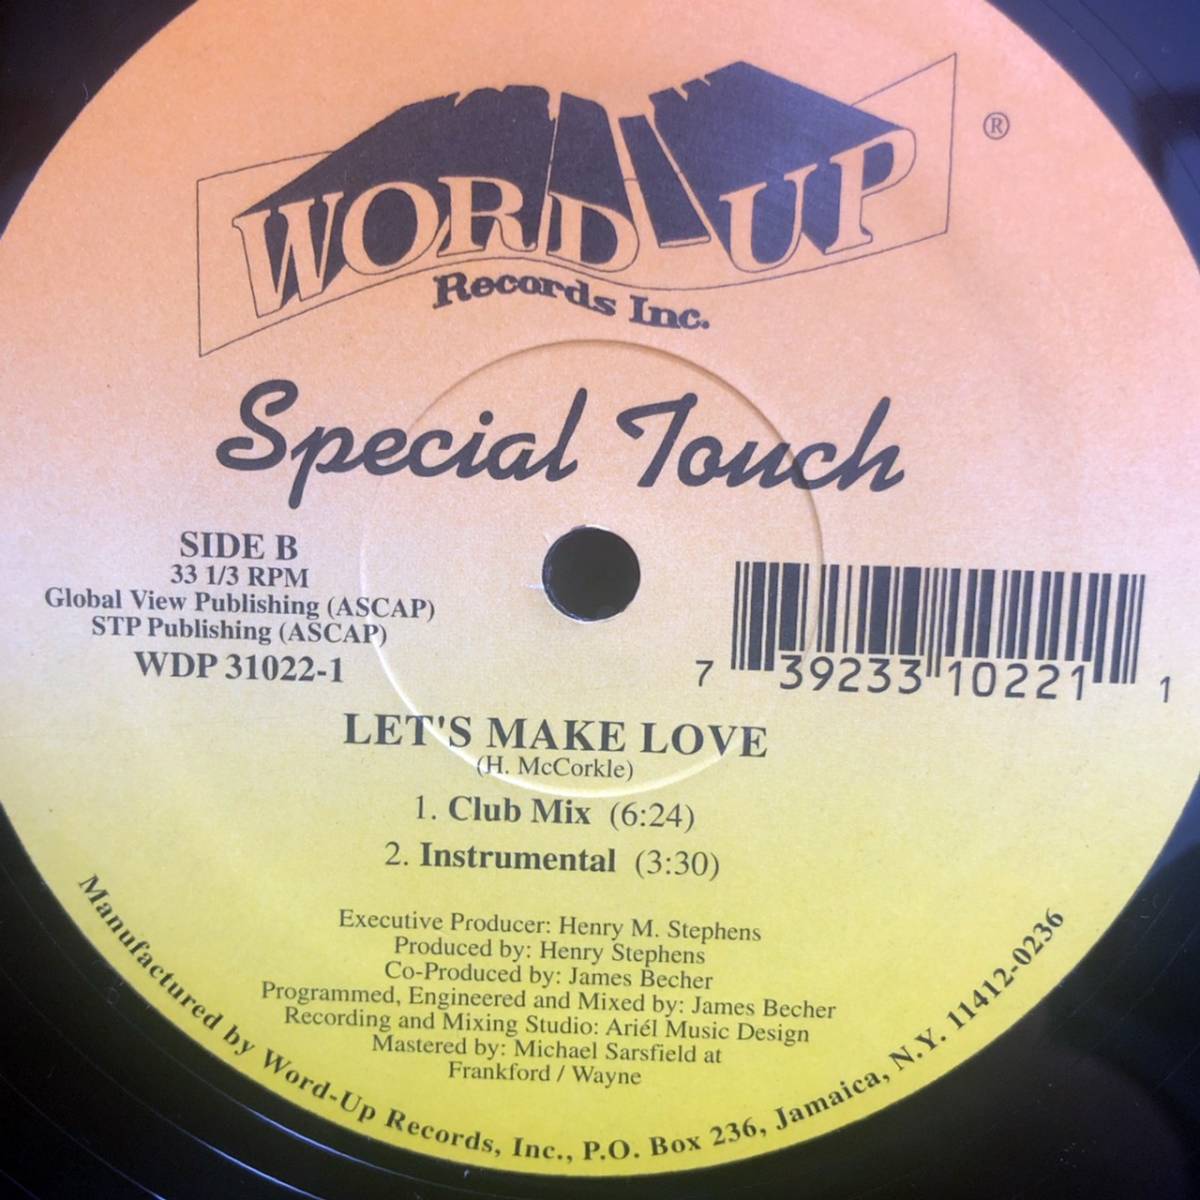 WORD-UP
®
Records Inc.
Special Touch
SIDE B
33 1/3 RPM
Global View Publishing (ASCAP)
STP Publishing (ASCAP)
WDP 31022-1
7 39233 10221 1
LET'S MAKE LOVE
(H. McCorkle)
1. Club Mix (6:24)
2. Instrumental (3:30)
Executive Producer: Henry M. Stephens
Produced by: Henry Stephens
Co-Produced by: James Becher
Programmed, Engineered and Mixed by: James Becher
Recording and Mixing Studio: Ariél Music Design
Mastered by: Michael Sarsfield at
Frankford / Wayne
Manufactured by Word-Up Records, Inc., P.O. Box 236, Jamaica, N.Y. 11412-0236